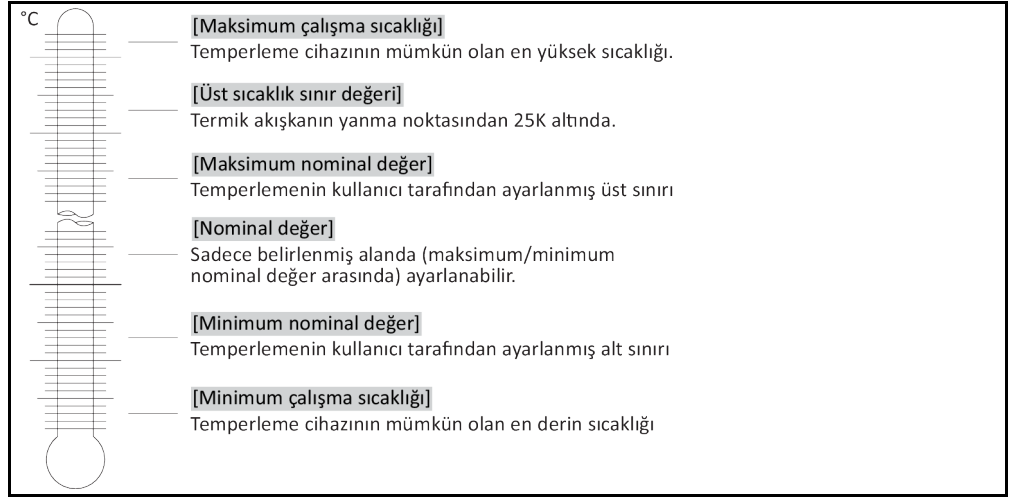 °C
[Maksimum çalışma sıcaklığı]
Temperleme cihazının mümkün olan en yüksek sıcaklığı.
[Üst sıcaklık sınır değeri]
Termik akışkanın yanma noktasından 25K altında.
[Maksimum nominal değer]
Temperlemenin kullanıcı tarafından ayarlanmış üst sınırı
[Nominal değer]
Sadece belirlenmiş alanda (maksimum/minimum
nominal değer arasında) ayarlanabilir.
[Minimum nominal değer]
Temperlemenin kullanıcı tarafından ayarlanmış alt sınırı
[Minimum çalışma sıcaklığı]
Temperleme cihazının mümkün olan en derin sıcaklığı